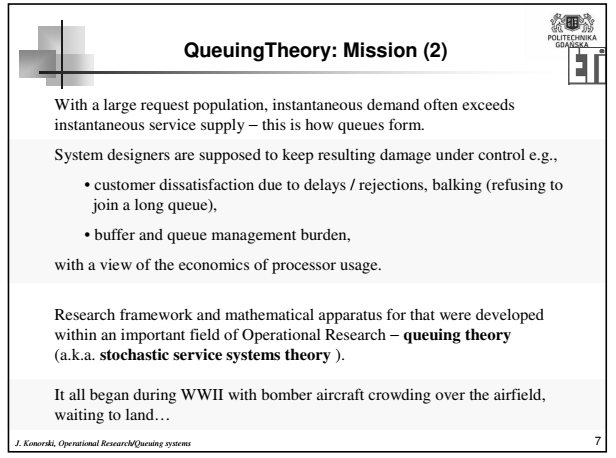 QueuingTheory: Mission (2)
POLITECHNIKA
GDAŃSKA
ETI
With a large request population, instantaneous demand often exceeds
instantaneous service supply – this is how queues form.
System designers are supposed to keep resulting damage under control e.g.,
• customer dissatisfaction due to delays / rejections, balking (refusing to
join a long queue),
• buffer and queue management burden,
with a view of the economics of processor usage.
Research framework and mathematical apparatus for that were developed
within an important field of Operational Research – queuing theory
(a.k.a. stochastic service systems theory ).
It all began during WWII with bomber aircraft crowding over the airfield,
waiting to land…
J. Konorski, Operational Research/Queuing systems
7